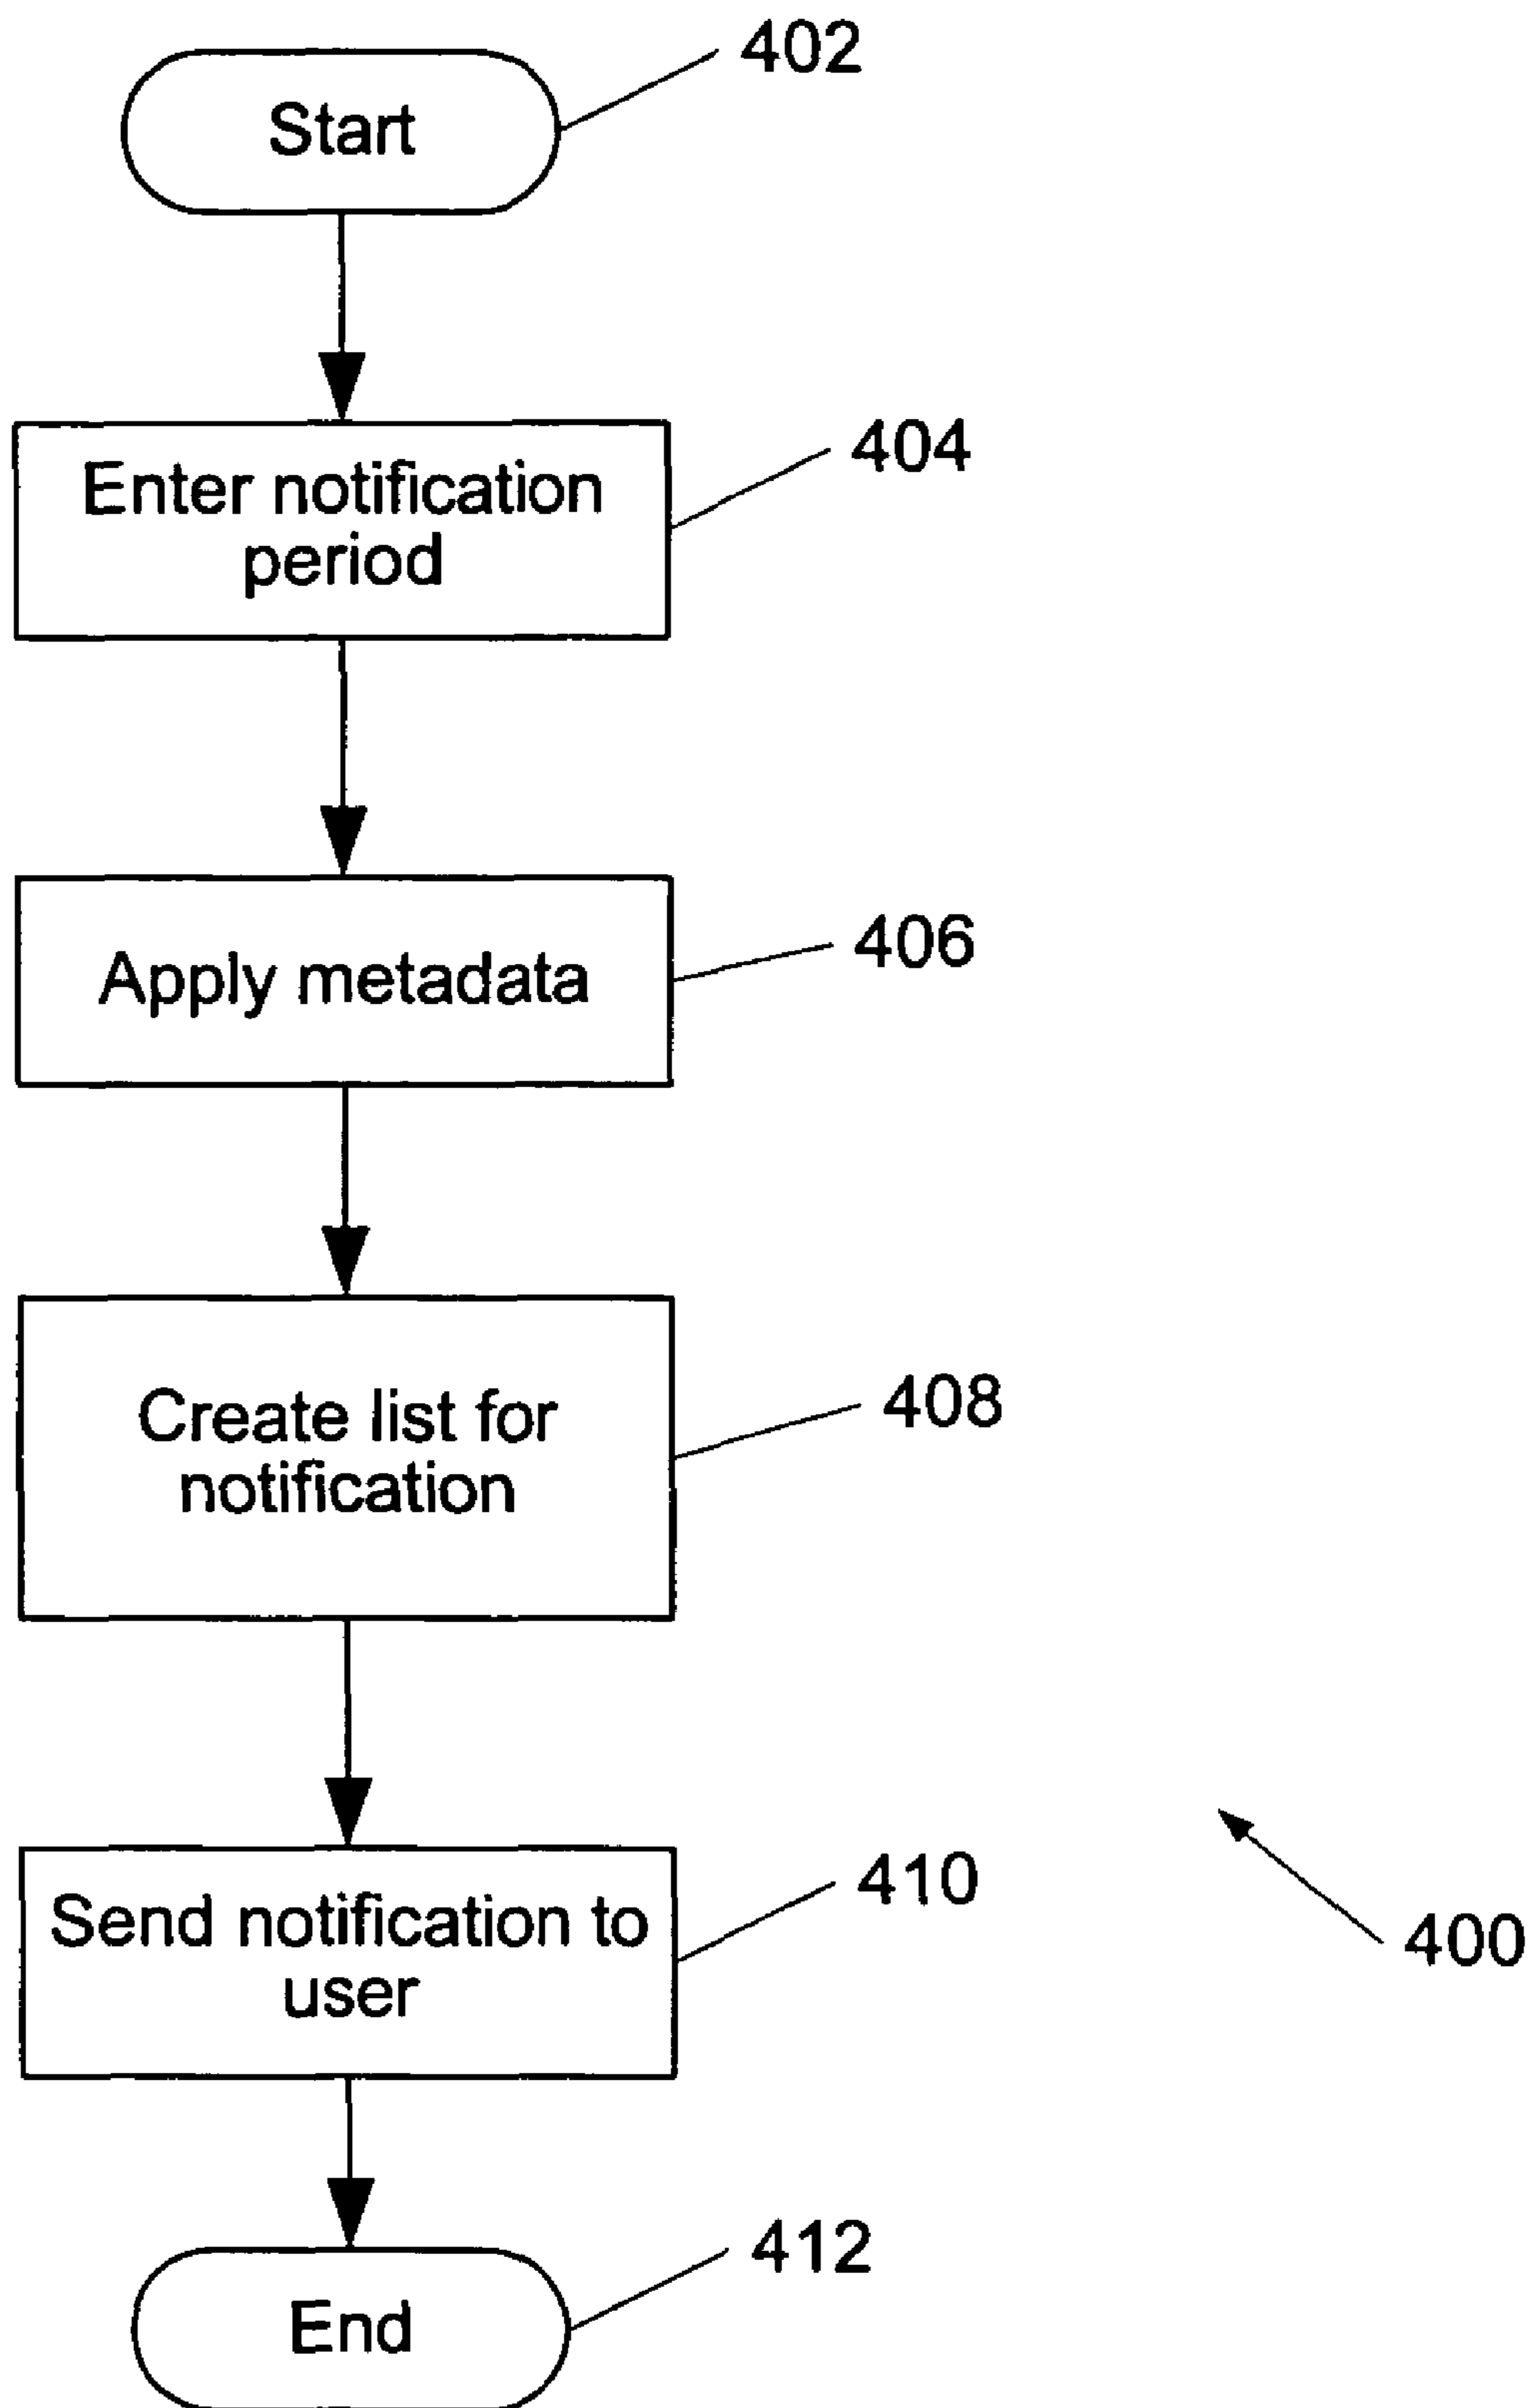 402
Start
404
Enter notification
period
406
Apply metadata
408
Create list for
notification
410
Send notification to
user
400
412
End